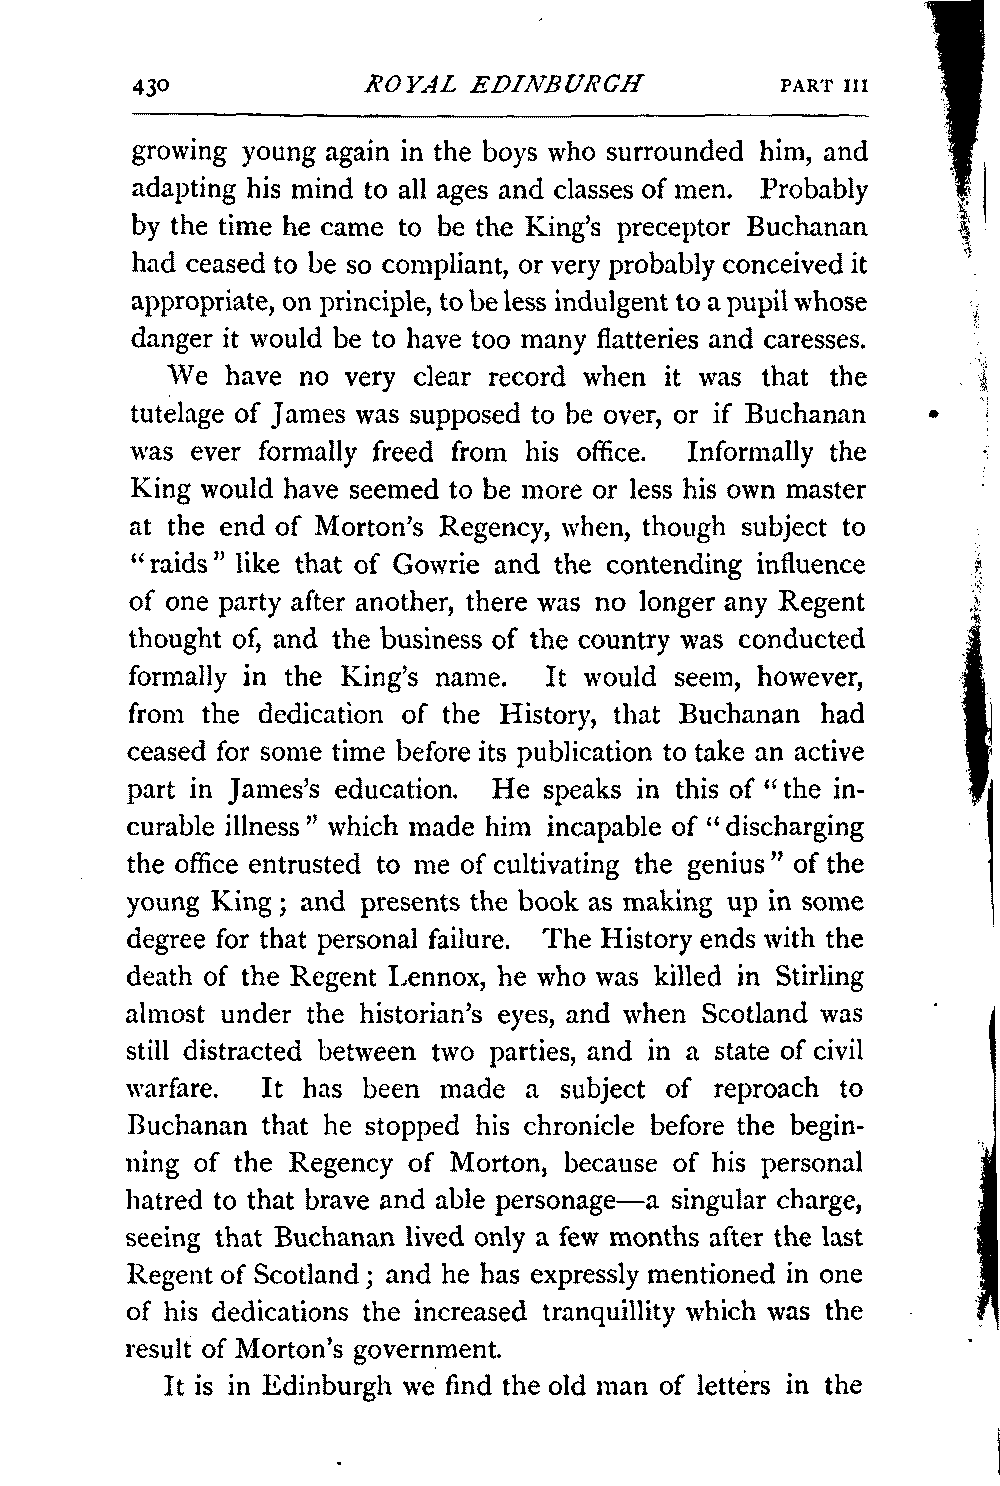 430 ROYAL EDINBURGH PART III
growing young again in the boys who surrounded him, and
adapting his mind to all ages and classes of men. Probably
by the time he came to be the King's preceptor Buchanan
had ceased to be so compliant, or very probably conceived it
appropriate, on principle, to be less indulgent to a pupil whose
danger it would be to have too many flatteries and caresses.
We have no very clear record when it was that the
tutelage of James was supposed to be over, or if Buchanan
was ever formally freed from his office. Informally the
King would have seemed to be more or less his own master
at the end of Morton's Regency, when, though subject to
"raids" like that of Gowrie and the contending influence
of one party after another, there was no longer any Regent
thought of, and the business of the country was conducted
formally in the King's name. It would seem, however,
from the dedication of the History, that Buchanan had
ceased for some time before its publication to take an active
part in James's education. He speaks in this of "the in-
curable illness" which made him incapable of "discharging
the office entrusted to me of cultivating the genius" of the
young King; and presents the book as making up in some
degree for that personal failure. The History ends with the
death of the Regent Lennox, he who was killed in Stirling
almost under the historian's eyes, and when Scotland was
still distracted between two parties, and in a state of civil
warfare. It has been made a subject of reproach to
Buchanan that he stopped his chronicle before the begin-
ning of the Regency of Morton, because of his personal
hatred to that brave and able personage—a singular charge,
seeing that Buchanan lived only a few months after the last
Regent of Scotland; and he has expressly mentioned in one
of his dedications the increased tranquillity which was the
result of Morton's government.
It is in Edinburgh we find the old man of letters in the